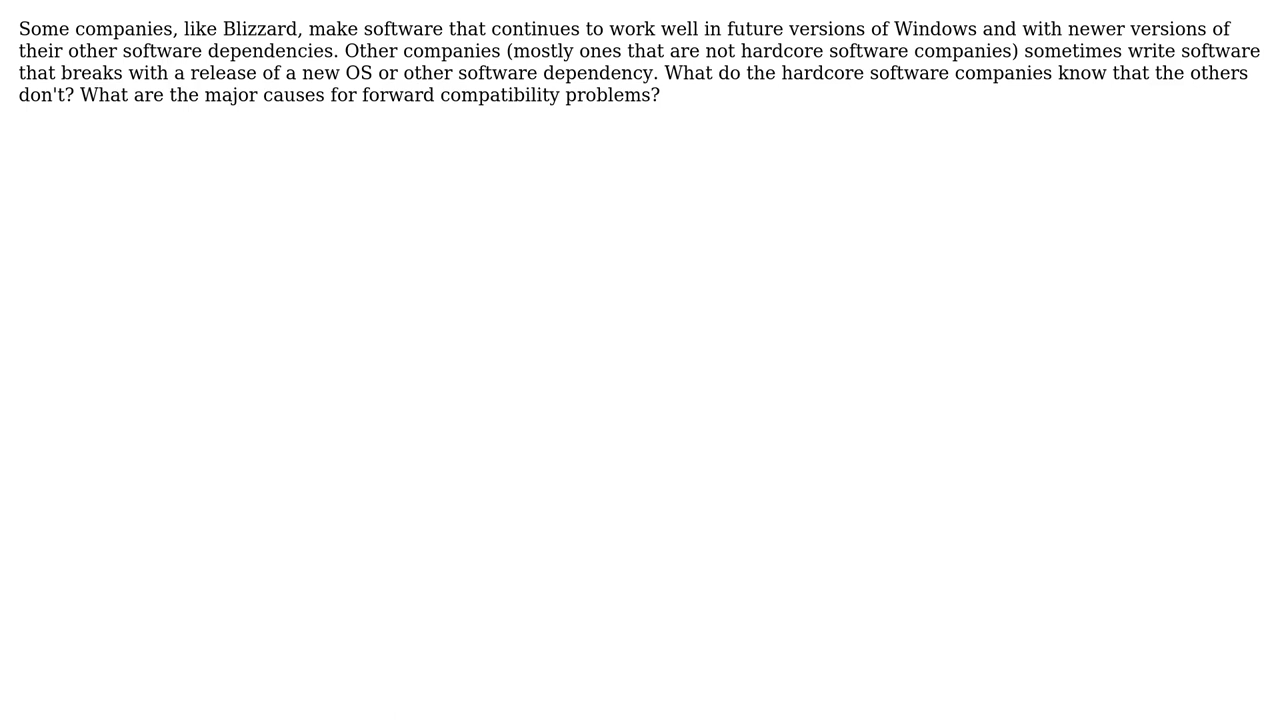 Some companies, like Blizzard, make software that continues to work well in future versions of Windows and with newer versions of
their other software dependencies. Other companies (mostly ones that are not hardcore software companies) sometimes write software
that breaks with a release of a new OS or other software dependency. What do the hardcore software companies know that the others
don't? What are the major causes for forward compatibility problems?